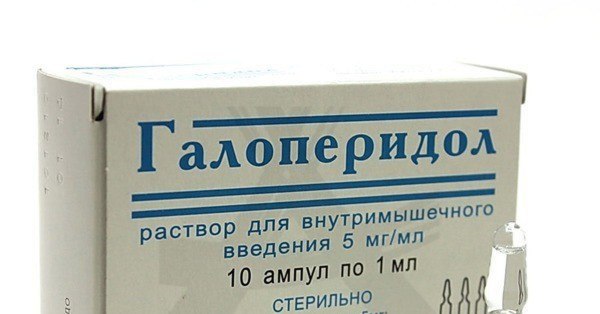 Галоперидол
раствор для внутримышечного
введения 5 мг/мл
10 ампул по 1 мл
СТЕРИЛЬНО